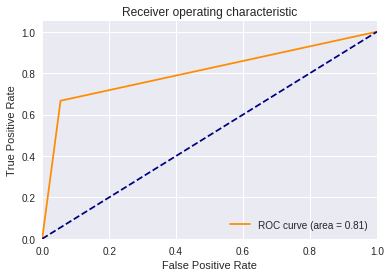 Receiver operating characteristic
True Positive Rate
1.0
0.8
0.6
0.4
0.2
0.0
ROC curve (area = 0.81)
0.0 0.2 0.4 0.6 0.8 1.0
False Positive Rate